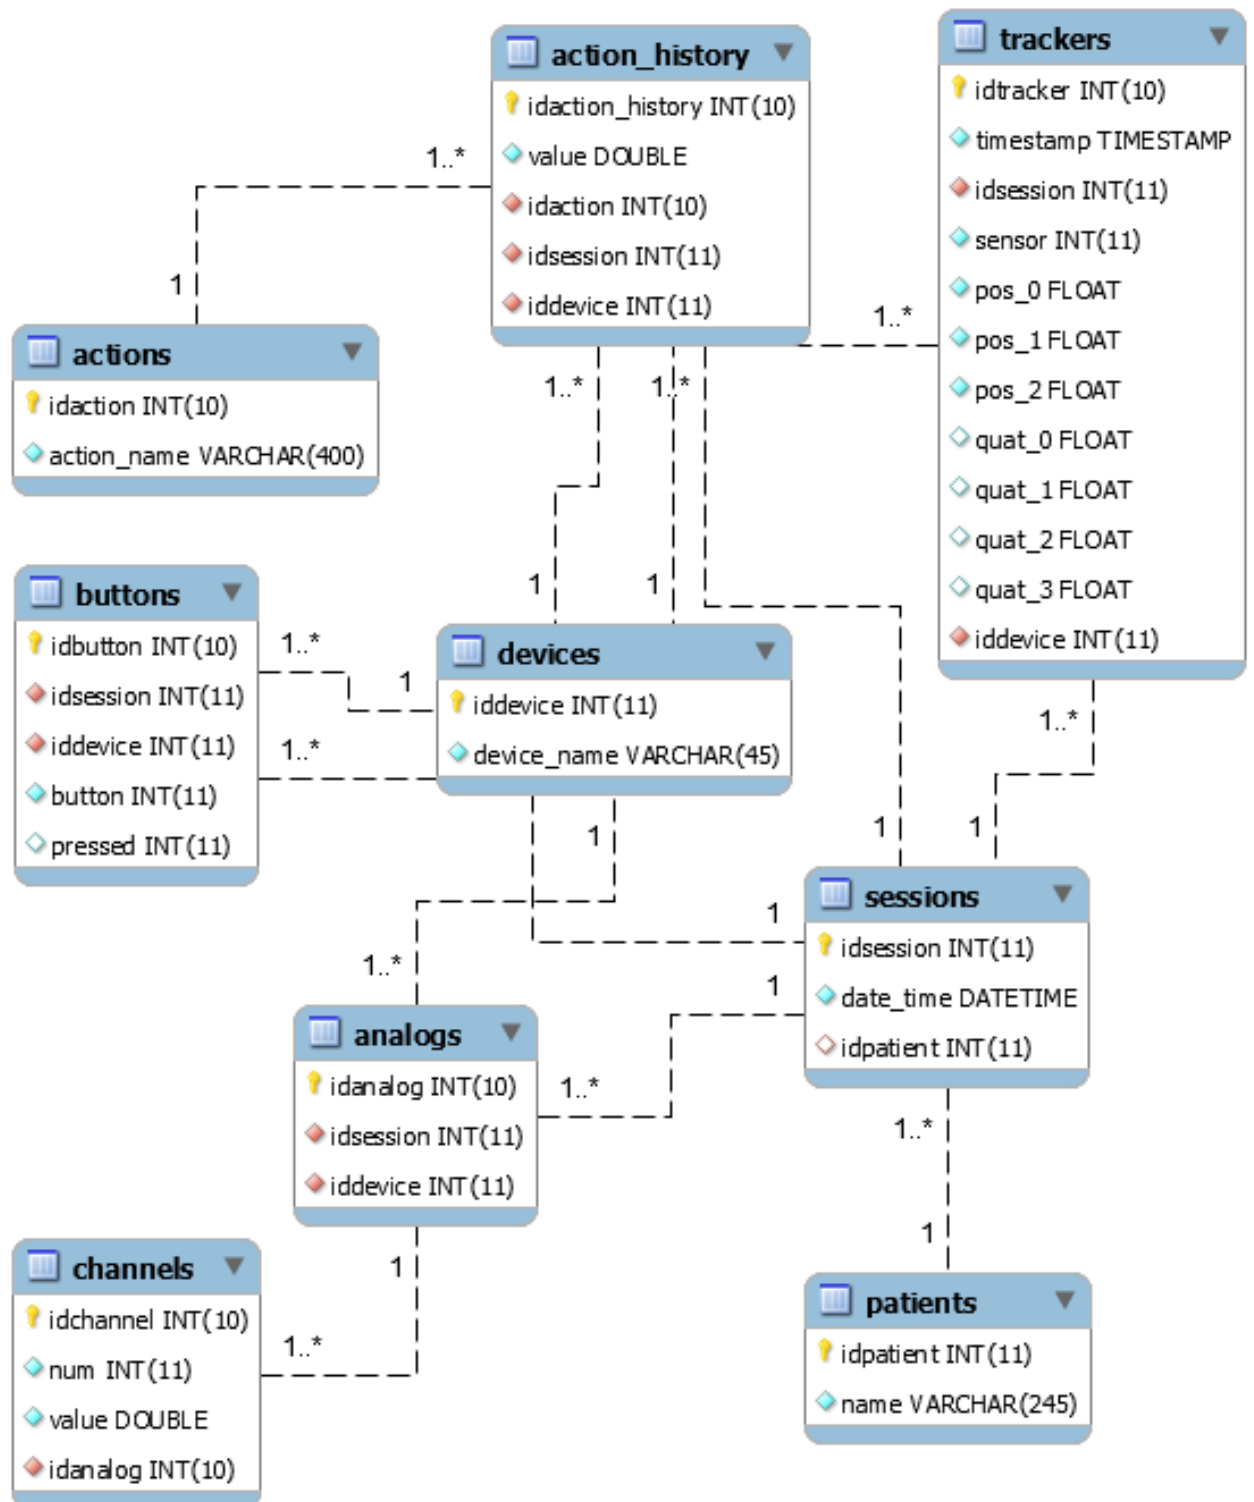 action_history
idaction_history INT(10)
value DOUBLE
idaction INT(10)
idsession INT(11)
iddevice INT(11)
trackers
idtracker INT(10)
timestamp TIMESTAMP
idsession INT(11)
sensor INT(11)
pos_0 FLOAT
pos_1 FLOAT
pos_2 FLOAT
quat_0 FLOAT
quat_1 FLOAT
quat_2 FLOAT
quat_3 FLOAT
iddevice INT(11)
1..*
1
1..*
actions
idaction INT(10)
action_name VARCHAR(400)
1..*
1..*
1
1
buttons
idbutton INT(10)
idsession INT(11)
iddevice INT(11)
button INT(11)
pressed INT(11)
1..*
1
1..*
devices
iddevice INT(11)
device_name VARCHAR(45)
1..*
1
1
1
sessions
idsession INT(11)
date_time DATETIME
idpatient INT(11)
1
1
1..*
analogs
idanalog INT(10)
idsession INT(11)
iddevice INT(11)
1..*
1..*
1
1
1..*
channels
idchannel INT(10)
num INT(11)
value DOUBLE
idanalog INT(10)
patients
idpatient INT(11)
name VARCHAR(245)